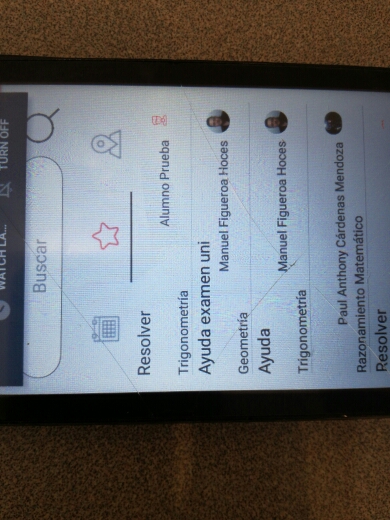 WATCH LA...
TURN OFF
Buscar
Resolver
Alumno Prueba
Trigonometría
Ayuda examen uni
Manuel Figueroa Hoces
Geometría
Ayuda
Manuel Figueroa Hoces
Trigonometría
Paul Anthony Cárdenas Mendoza
Razonamiento Matemático
Resolver